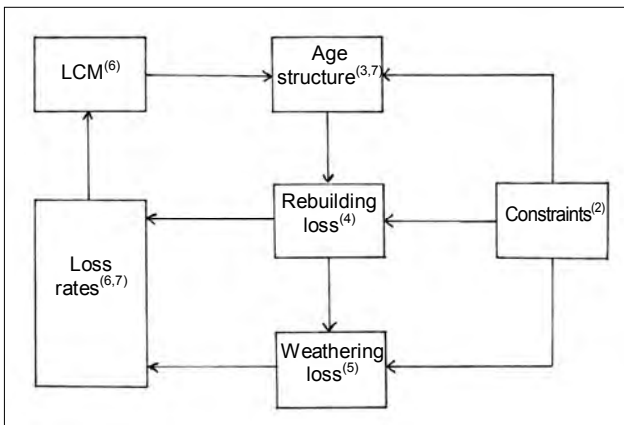 LCM(6)
Age
structure(3,7)
Rebuilding
loss(4)
Constraints(2)
Loss
rates(6,7)
Weathering
loss(5)